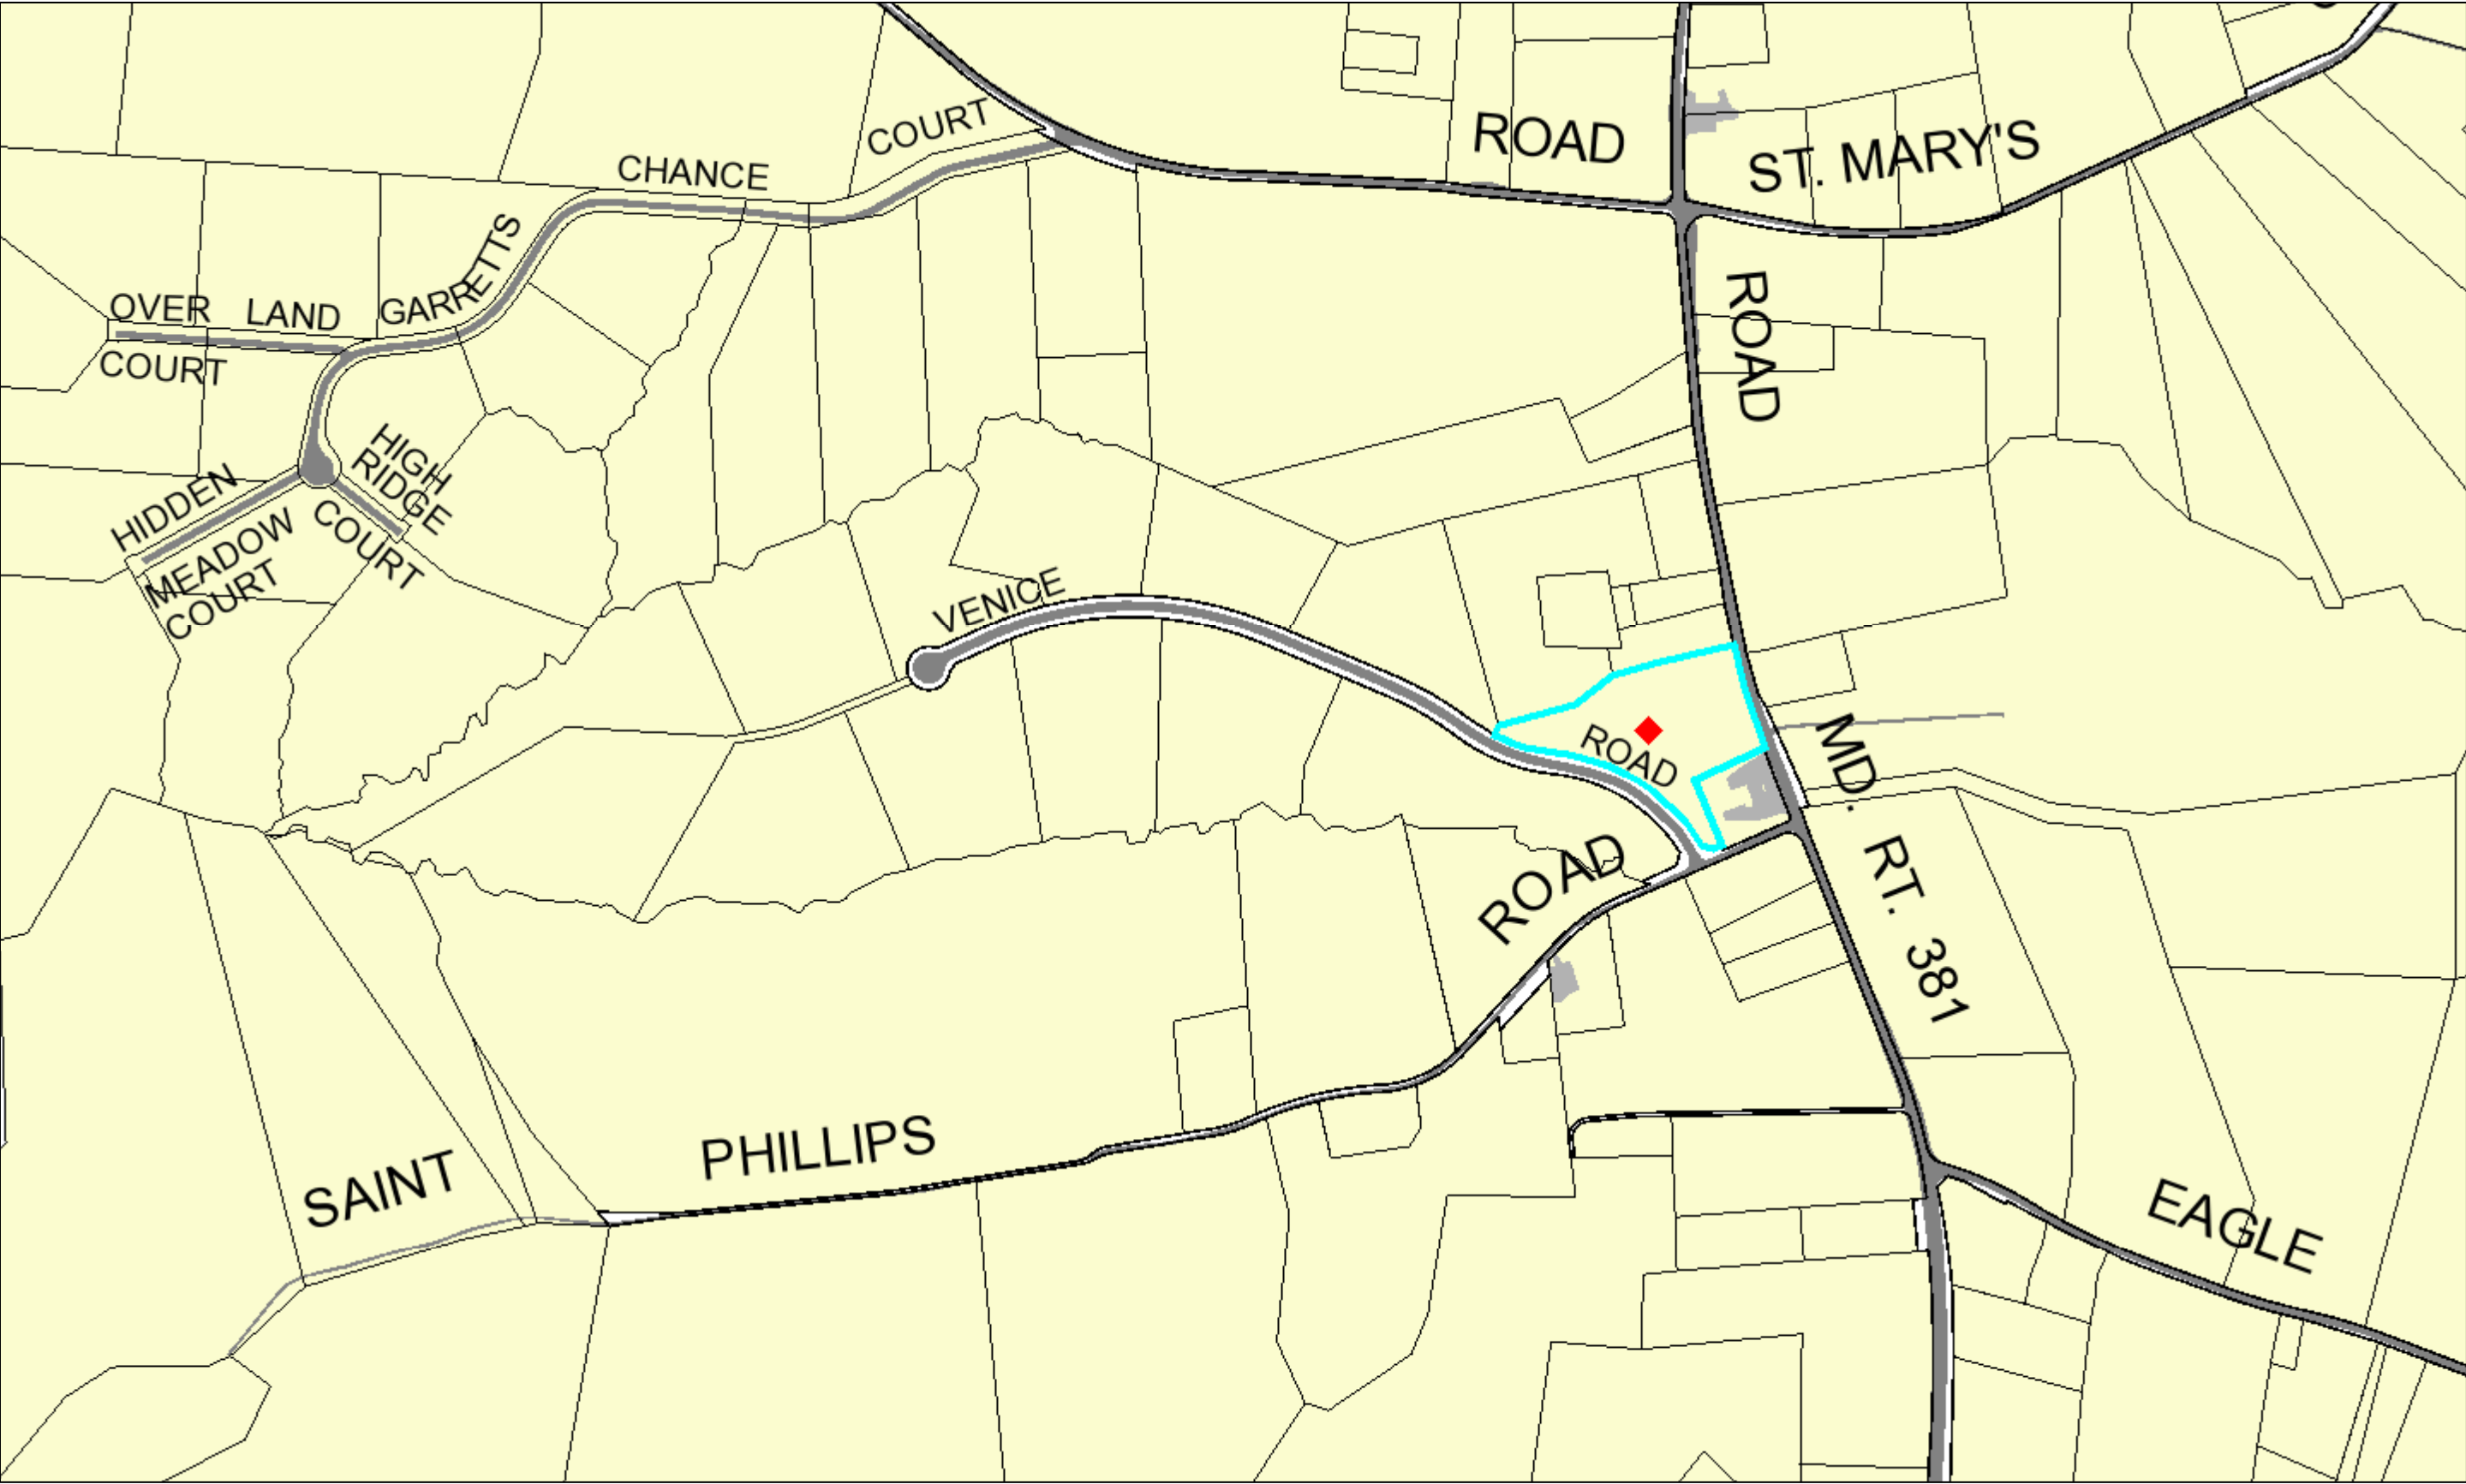 ROAD
ST. MARY'S
COURT
CHANCE
GARRETTS
ROAD
OVER LAND
COURT
HIGH
RIDGE
COURT
HIDDEN
MEADOW
COURT
VENICE
ROAD
MD. RT. 381
ROAD
PHILLIPS
SAINT
EAGLE